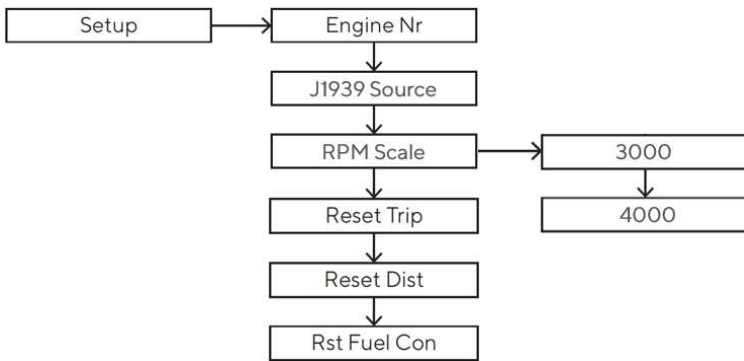 Setup
Engine Nr
J1939 Source
RPM Scale
3000
4000
Reset Trip
Reset Dist
Rst Fuel Con